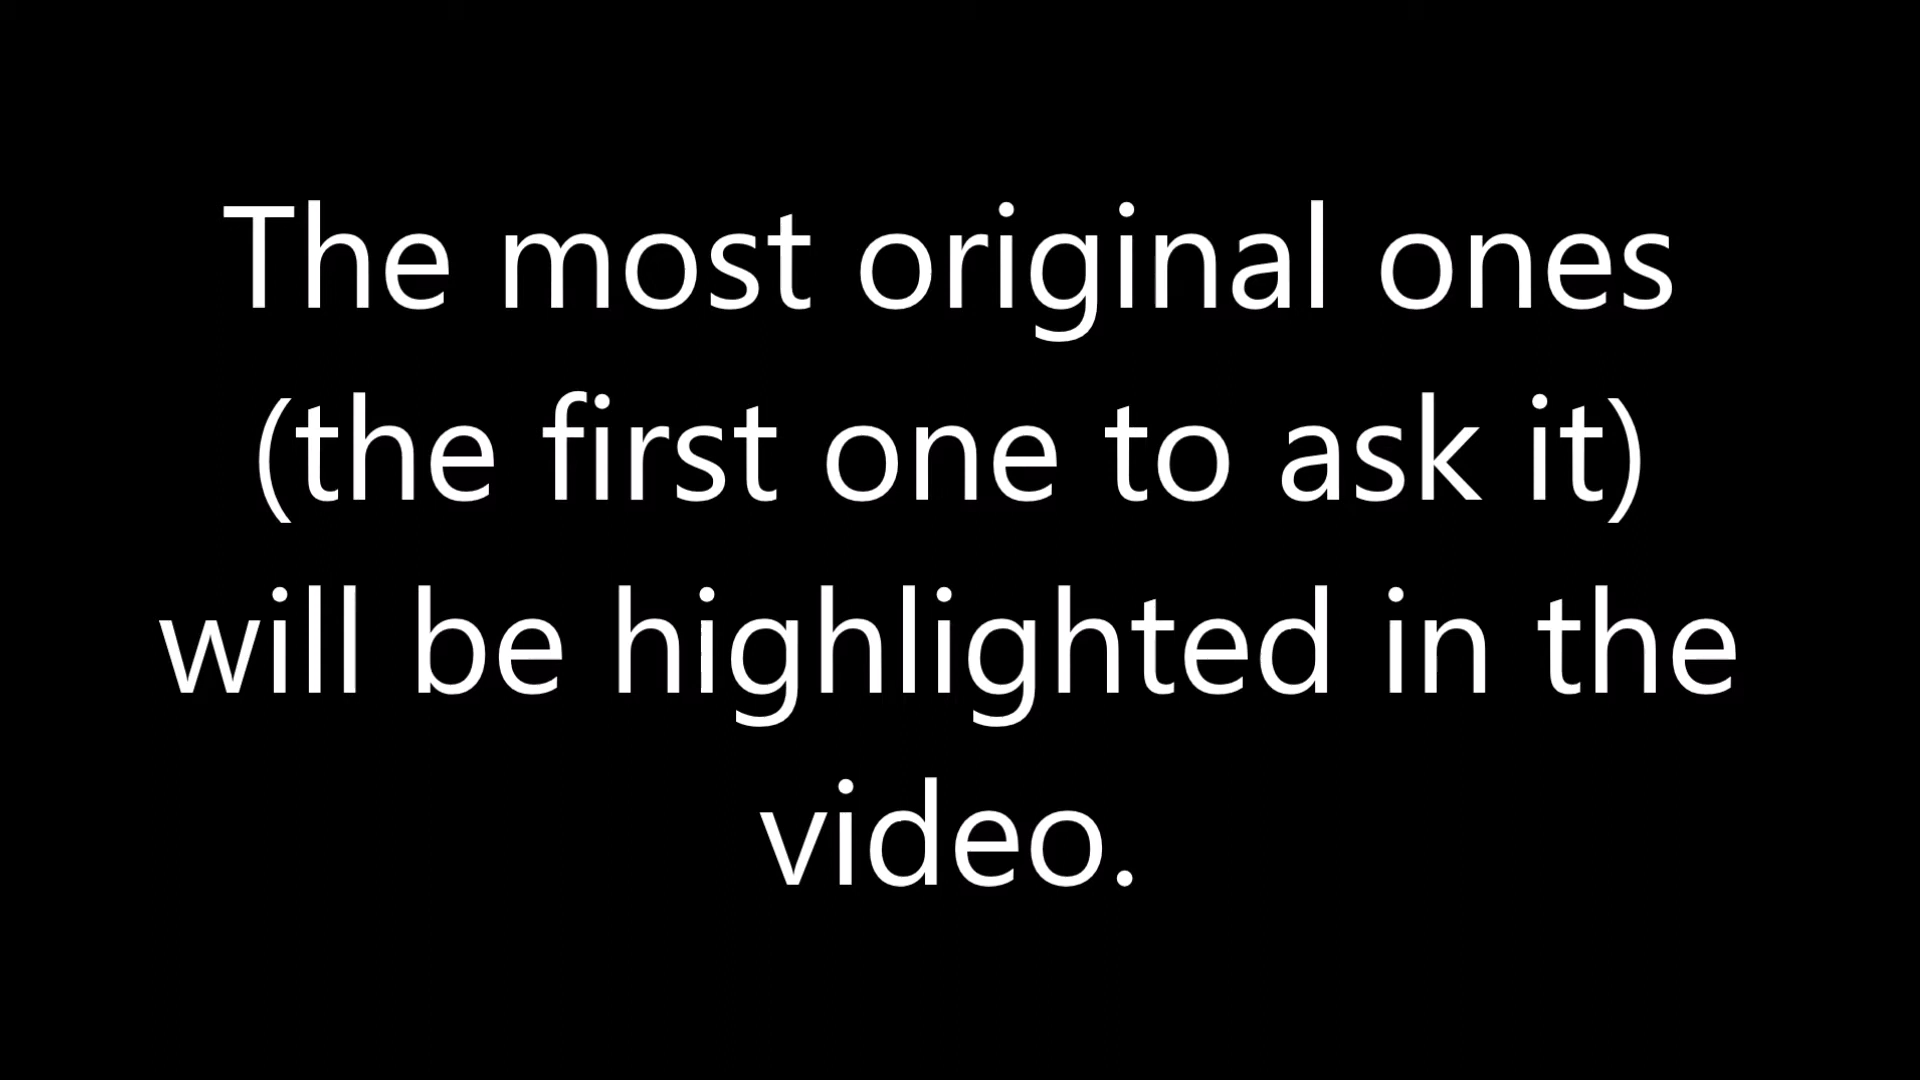 The most original ones
(the first one to ask it)
will be highlighted in the
video.